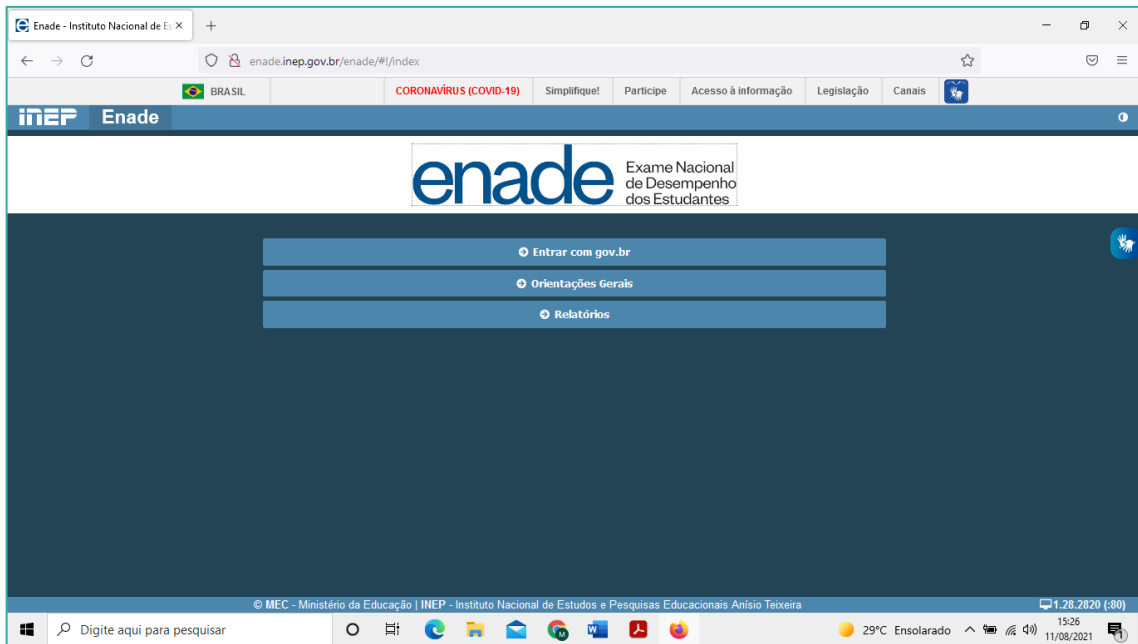 Enade - Instituto Nacional de Es
enade.inep.gov.br/enade/#!/index
BRASIL CORONAVÍRUS (COVID-19) Simplifique! Participe Acesso à informação Legislação Canais
inep Enade
enade Exame Nacional
de Desempenho
dos Estudantes
Entrar com gov.br
Orientações Gerais
Relatórios
© MEC - Ministério da Educação | INEP - Instituto Nacional de Estudos e Pesquisas Educacionais Anísio Teixeira 1.28.2820 (:80)
Digite aqui para pesquisar 29°C Ensolarado 15:26
11/08/2021